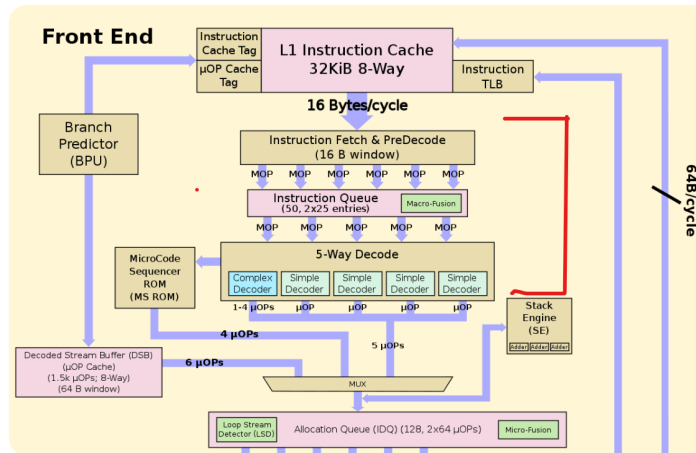 Front End
Instruction
Cache Tag
µOP Cache
Tag
L1 Instruction Cache
32KiB 8-Way
Instruction
TLB
16 Bytes/cycle
Branch
Predictor
(BPU)
Instruction Fetch & PreDecode
(16 B window)
MOP MOP MOP MOP MOP MOP
Instruction Queue
(50, 2x25 entries)
Macro-Fusion
MOP MOP MOP MOP MOP
64B/cycle
5-Way Decode
MicroCode
Sequencer
ROM
(MS ROM)
Complex
Decoder
Simple
Decoder
Simple
Decoder
Simple
Decoder
Simple
Decoder
1-4 µOPs µOP µOP µOP µOP
Stack
Engine
(SE)
Adder Adder Adder
4 µOPs
5 µOPs
Decoded Stream Buffer (DSB)
(µOP Cache)
(1.5k µOPs; 8-Way)
(64 B window)
6 µOPs
MUX
Loop Stream
Detector (LSD)
Allocation Queue (IDQ) (128, 2x64 µOPs)
Micro-Fusion